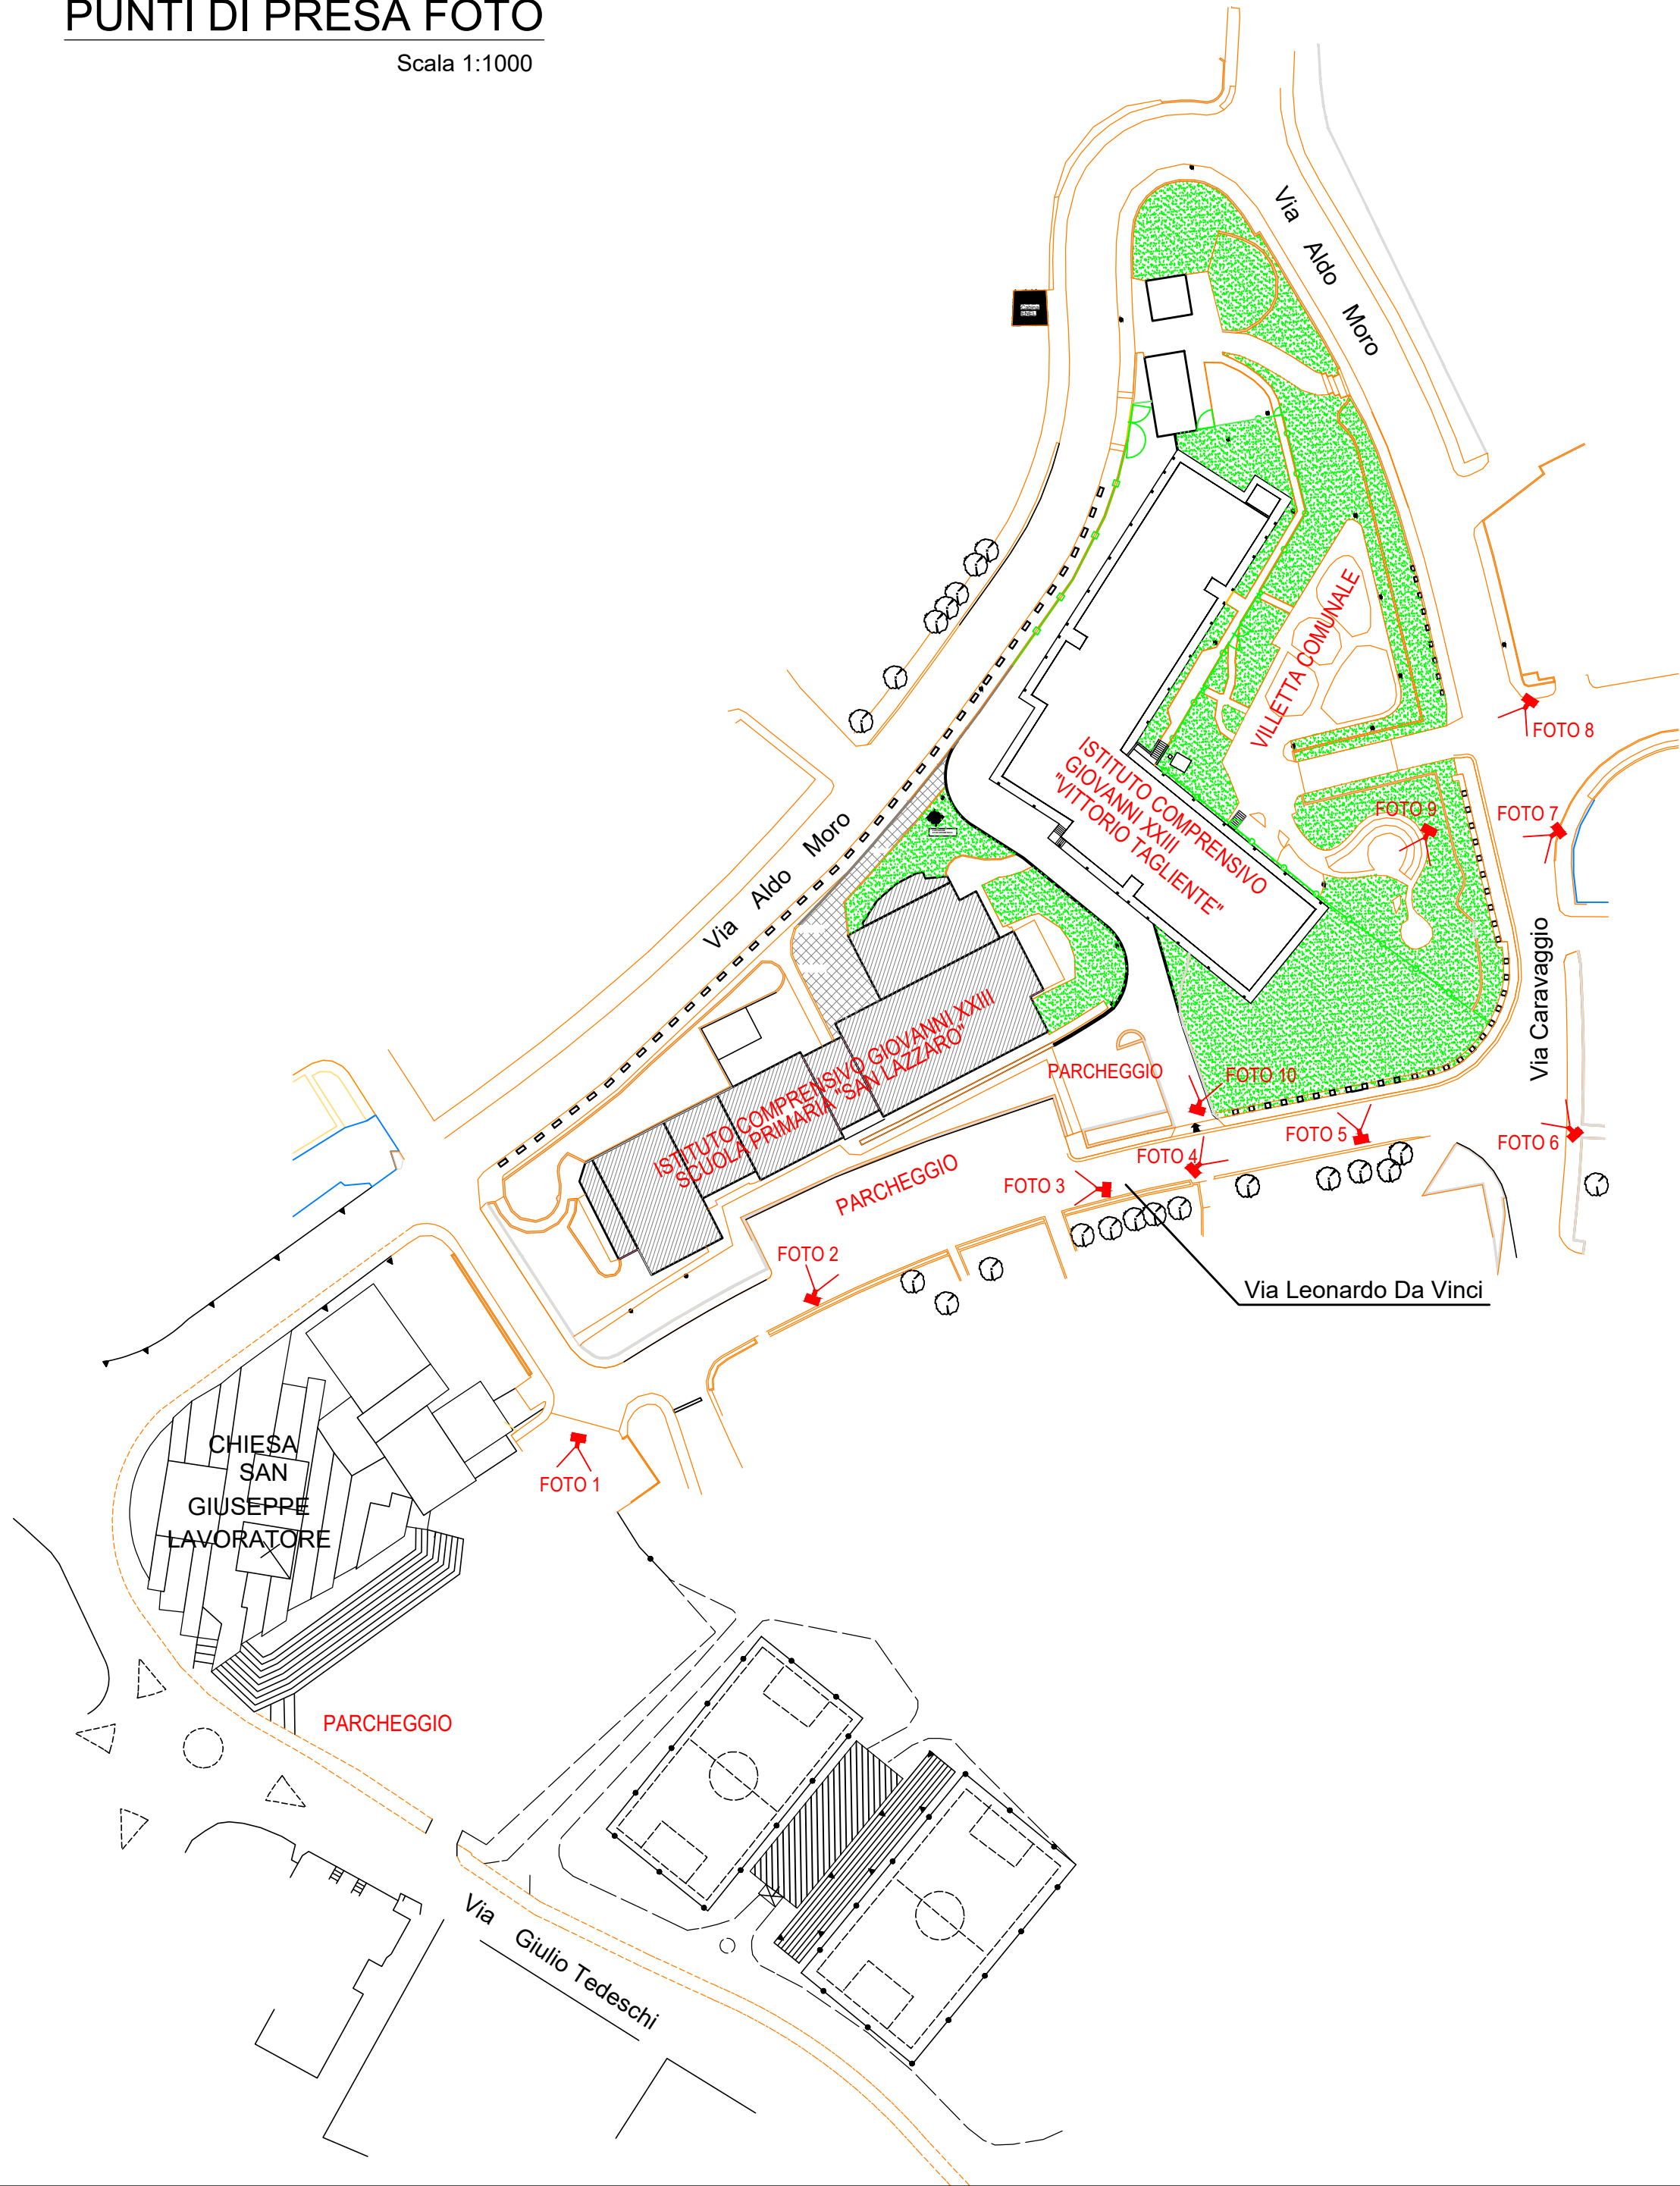 PUNTI DI PRESA FOTO
Scala 1:1000
Via Aldo Moro
Cabina
ENEL
VILLETTA COMUNALE
FOTO 8
ISTITUTO COMPRENSIVO
GIOVANNI XXIII
"VITTORIO TAGLIENTE"
FOTO 9
FOTO 7
Via Aldo Moro
Via Caravaggio
ISTITUTO COMPRENSIVO GIOVANNI XXIII
SCUOLA PRIMARIA "SAN LAZZARO"
PARCHEGGIO
FOTO 10
FOTO 5
FOTO 6
FOTO 4
FOTO 3
PARCHEGGIO
FOTO 2
Via Leonardo Da Vinci
CHIESA
SAN
GIUSEPPE
LAVORATORE
FOTO 1
PARCHEGGIO
Via Giulio Tedeschi